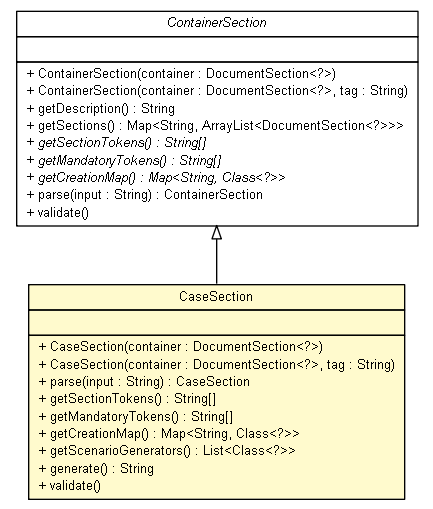 ContainerSection
+ ContainerSection(container : DocumentSection<?>)
+ ContainerSection(container : DocumentSection<?>, tag : String)
+ getDescription() : String
+ getSections() : Map<String, ArrayList<DocumentSection<?>>>
+ getSectionTokens() : String[]
+ getMandatoryTokens() : String[]
+ getCreationMap() : Map<String, Class<?>>
+ parse(input : String) : ContainerSection
+ validate()
CaseSection
+ CaseSection(container : DocumentSection<?>)
+ CaseSection(container : DocumentSection<?>, tag : String)
+ parse(input : String) : CaseSection
+ getSectionTokens() : String[]
+ getMandatoryTokens() : String[]
+ getCreationMap() : Map<String, Class<?>>
+ getScenarioGenerators() : List<Class<?>>
+ generate() : String
+ validate()